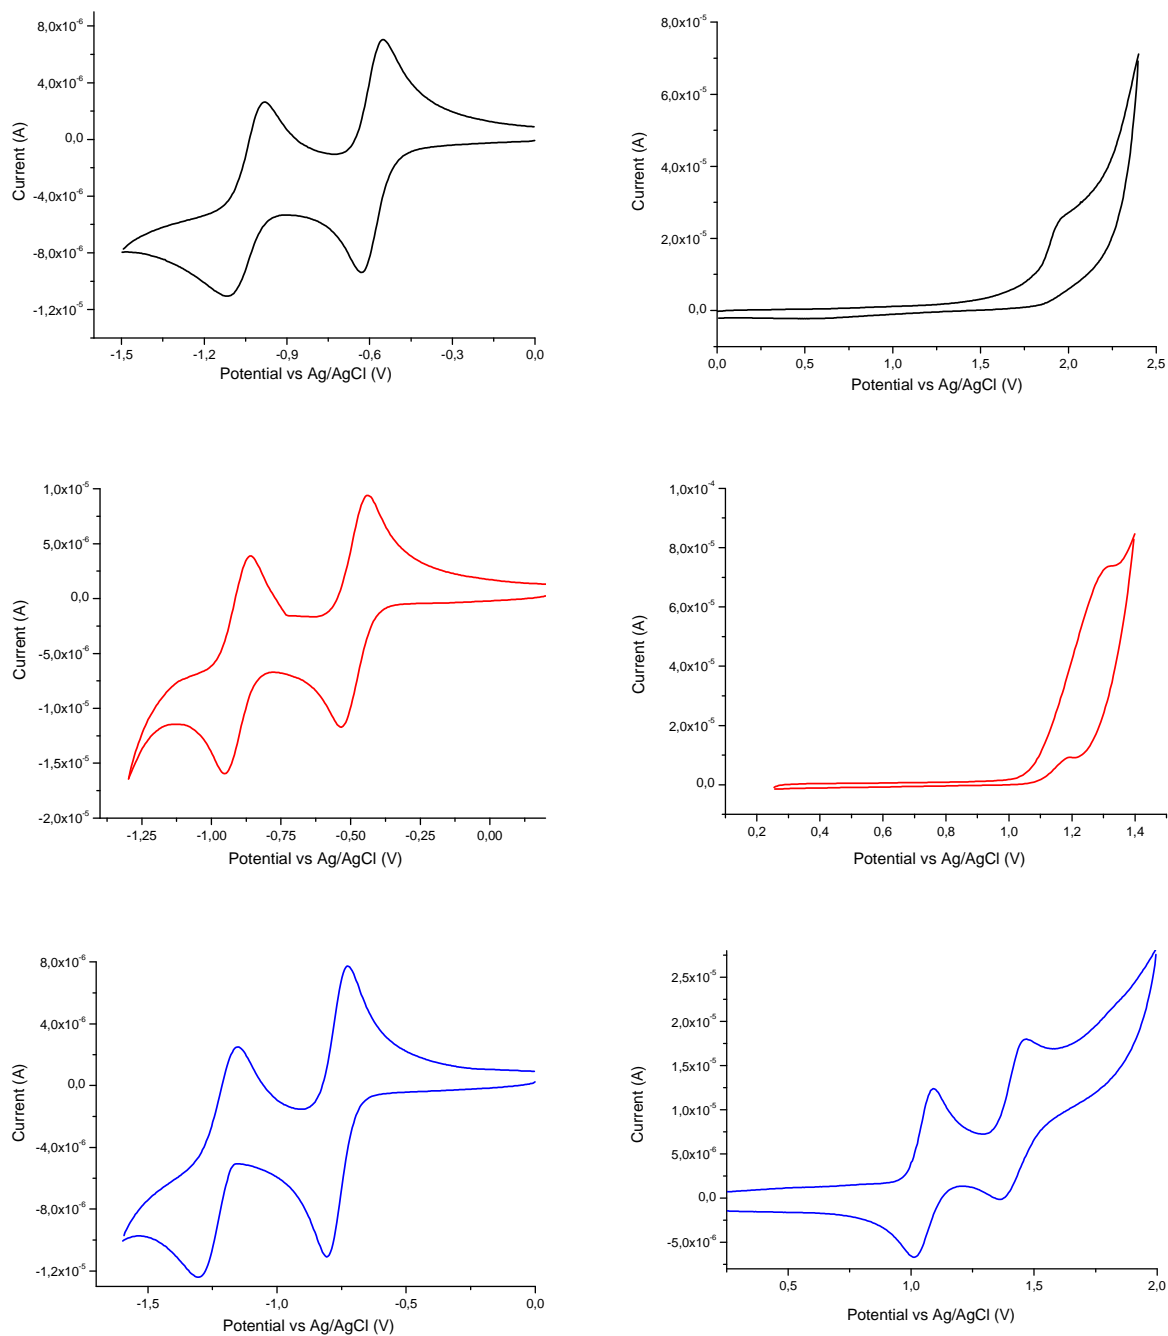 8,0x10⁻⁶
4,0x10⁻⁶
0,0
-4,0x10⁻⁶
-8,0x10⁻⁶
-1,2x10⁻⁵
Current (A)
-1,5 -1,2 -0,9 -0,6 -0,3 0,0
Potential vs Ag/AgCl (V)
8,0x10⁻⁵
6,0x10⁻⁵
4,0x10⁻⁵
2,0x10⁻⁵
0,0
Current (A)
0,0 0,5 1,0 1,5 2,0 2,5
Potential vs Ag/AgCl (V)
1,0x10⁻⁵
5,0x10⁻⁶
0,0
-5,0x10⁻⁶
-1,0x10⁻⁵
-1,5x10⁻⁵
-2,0x10⁻⁵
Current (A)
-1,25 -1,00 -0,75 -0,50 -0,25 0,00
Potential vs Ag/AgCl (V)
1,0x10⁻⁴
8,0x10⁻⁵
6,0x10⁻⁵
4,0x10⁻⁵
2,0x10⁻⁵
0,0
Current (A)
0,2 0,4 0,6 0,8 1,0 1,2 1,4
Potential vs Ag/AgCl (V)
8,0x10⁻⁶
4,0x10⁻⁶
0,0
-4,0x10⁻⁶
-8,0x10⁻⁶
-1,2x10⁻⁵
Current (A)
-1,5 -1,0 -0,5 0,0
Potential vs Ag/AgCl (V)
2,5x10⁻⁵
2,0x10⁻⁵
1,5x10⁻⁵
1,0x10⁻⁵
5,0x10⁻⁶
0,0
-5,0x10⁻⁶
Current (A)
0,5 1,0 1,5 2,0
Potential vs Ag/AgCl (V)